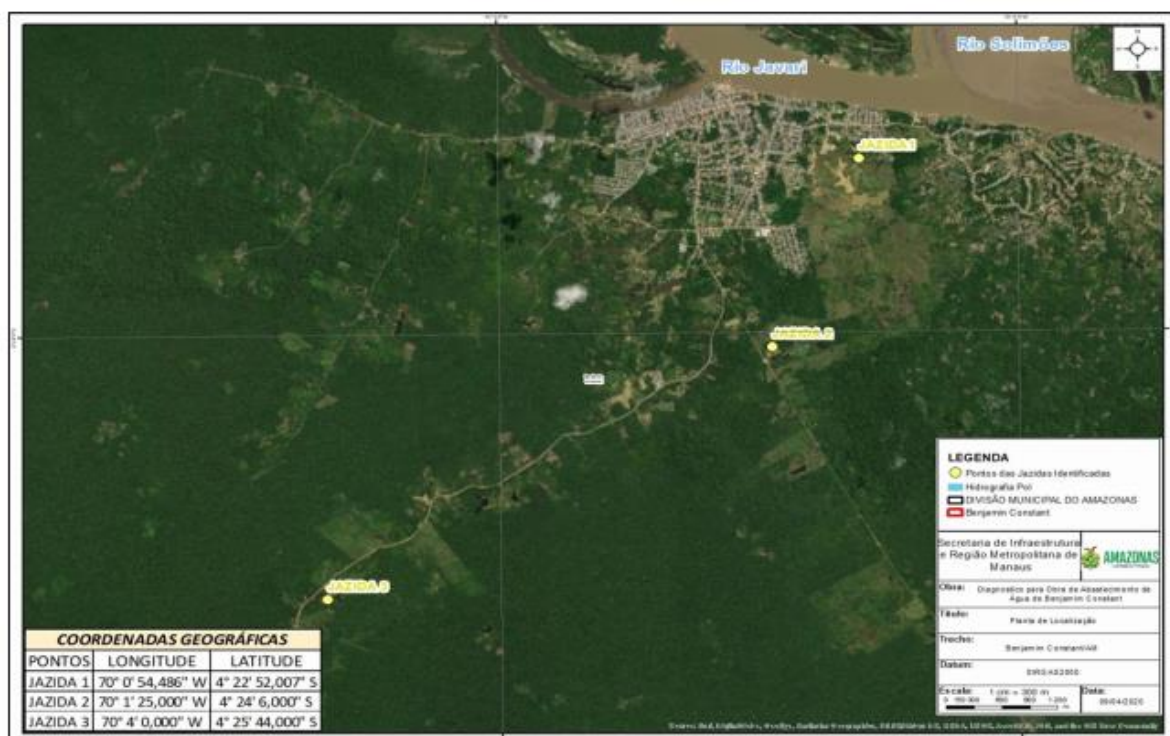 Rio Solimões
Rio Javari
JAZIDA 1
JAZIDA 2
JAZIDA 3
COORDENADAS GEOGRÁFICAS
PONTOS LONGITUDE LATITUDE
JAZIDA 1 70° 0' 54,486" W 4° 22' 52,007" S
JAZIDA 2 70° 1' 25,000" W 4° 24' 6,000" S
JAZIDA 3 70° 4' 0,000" W 4° 25' 44,000" S
LEGENDA
Pontos das Jazidas Identificadas
Hidrografia Pol
DIVISÃO MUNICIPAL DO AMAZONAS
Benjamin Constant
Secretaria de Infraestrutura
e Região Metropolitana de
Manaus
AMAZONAS
Obra: Diagnostico para Obra de Abastecimento de
Água de Benjamin Constant
Título:
Planta de Localização
Trecho:
Benjamin Constant/AM
Datum:
SIRGAS2000
Escala: 1 cm = 300 m
Data: